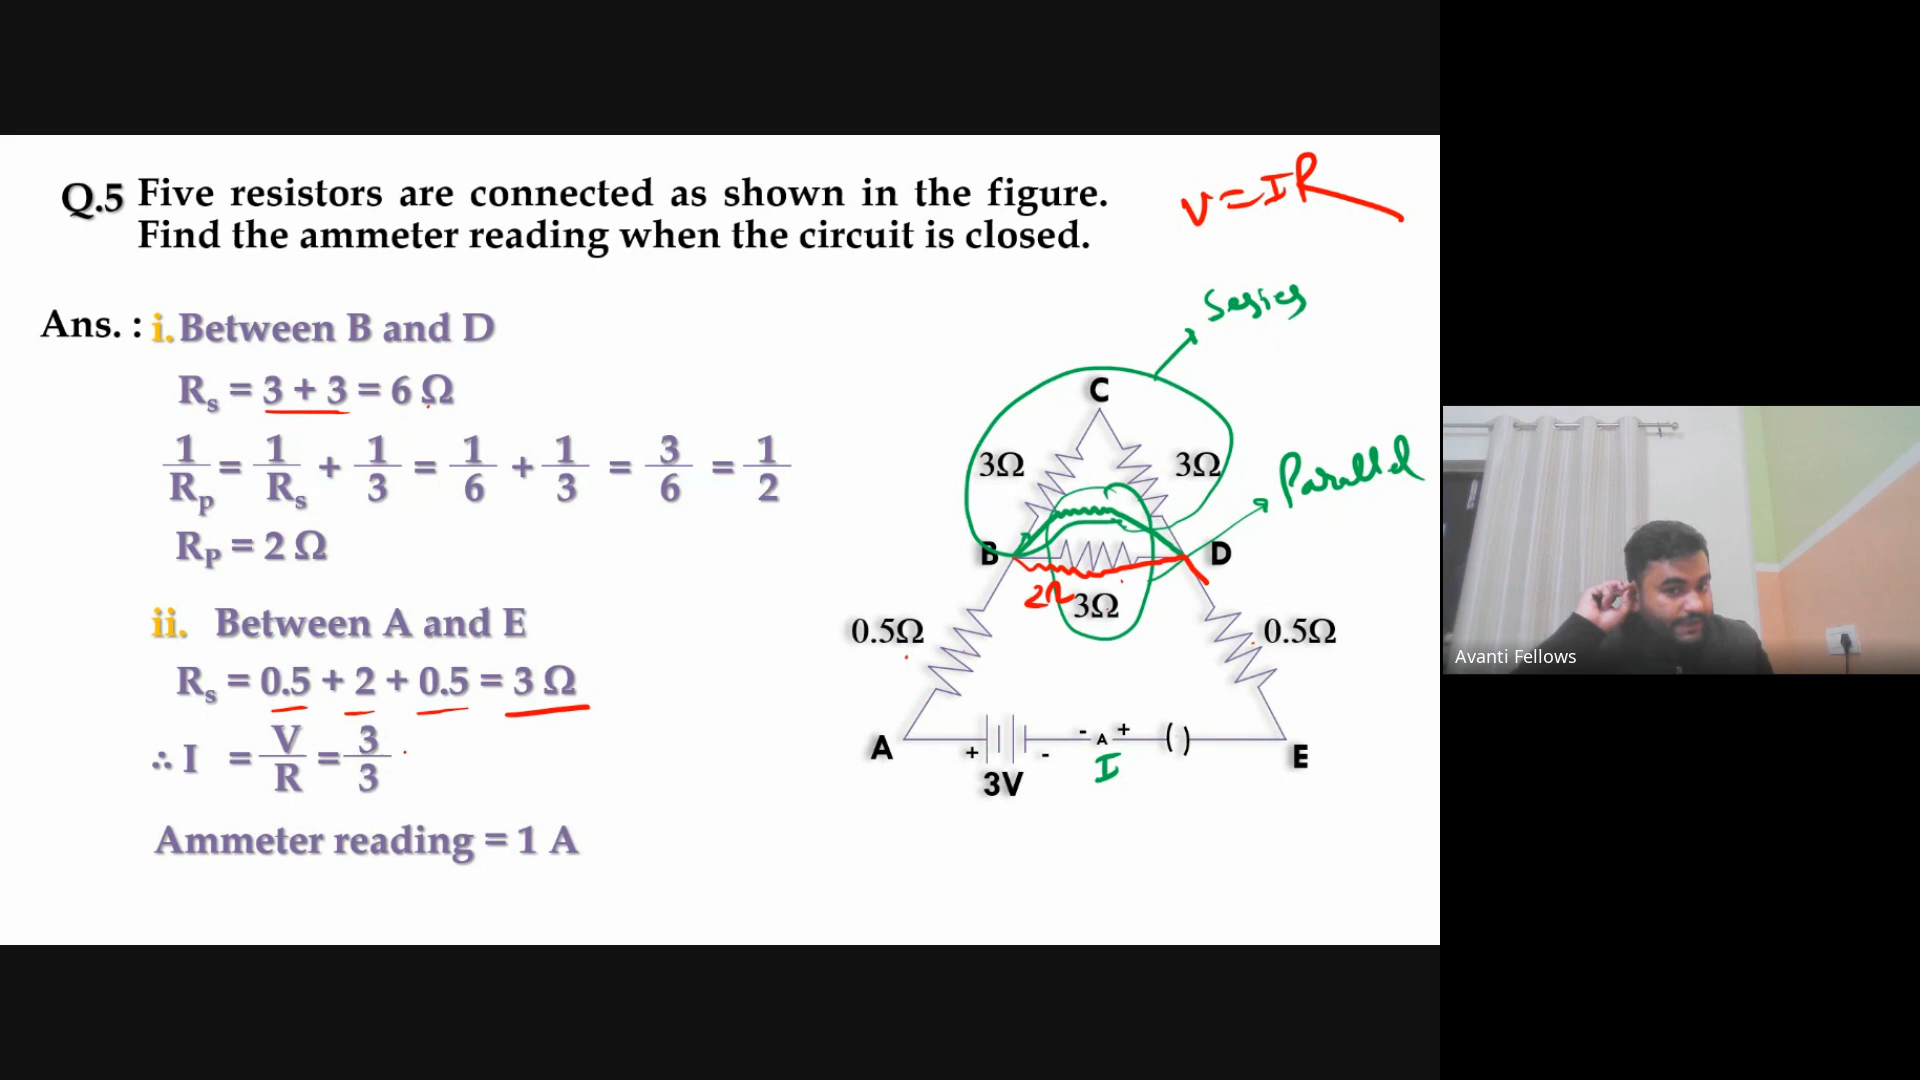 Q.5 Five resistors are connected as shown in the figure.
Find the ammeter reading when the circuit is closed.
V=IR
Ans. : i. Between B and D
Rs = 3 + 3 = 6 Ω
1/Rp = 1/Rs + 1/3 = 1/6 + 1/3 = 3/6 = 1/2
RP = 2 Ω
ii. Between A and E
Rs = 0.5 + 2 + 0.5 = 3 Ω
∴ I = V/R = 3/3
Ammeter reading = 1 A
Series
C
3Ω 3Ω
Parallel
B D
2Ω 3Ω
0.5Ω 0.5Ω
A + - - A + ( ) E
3V I
Avanti Fellows